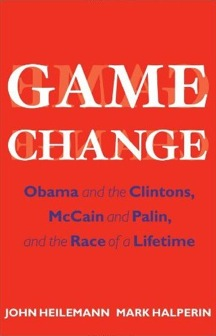 GAME
CHANGE
Obama and the Clintons,
McCain and Palin,
and the Race of a Lifetime
JOHN HEILEMANN MARK HALPERIN